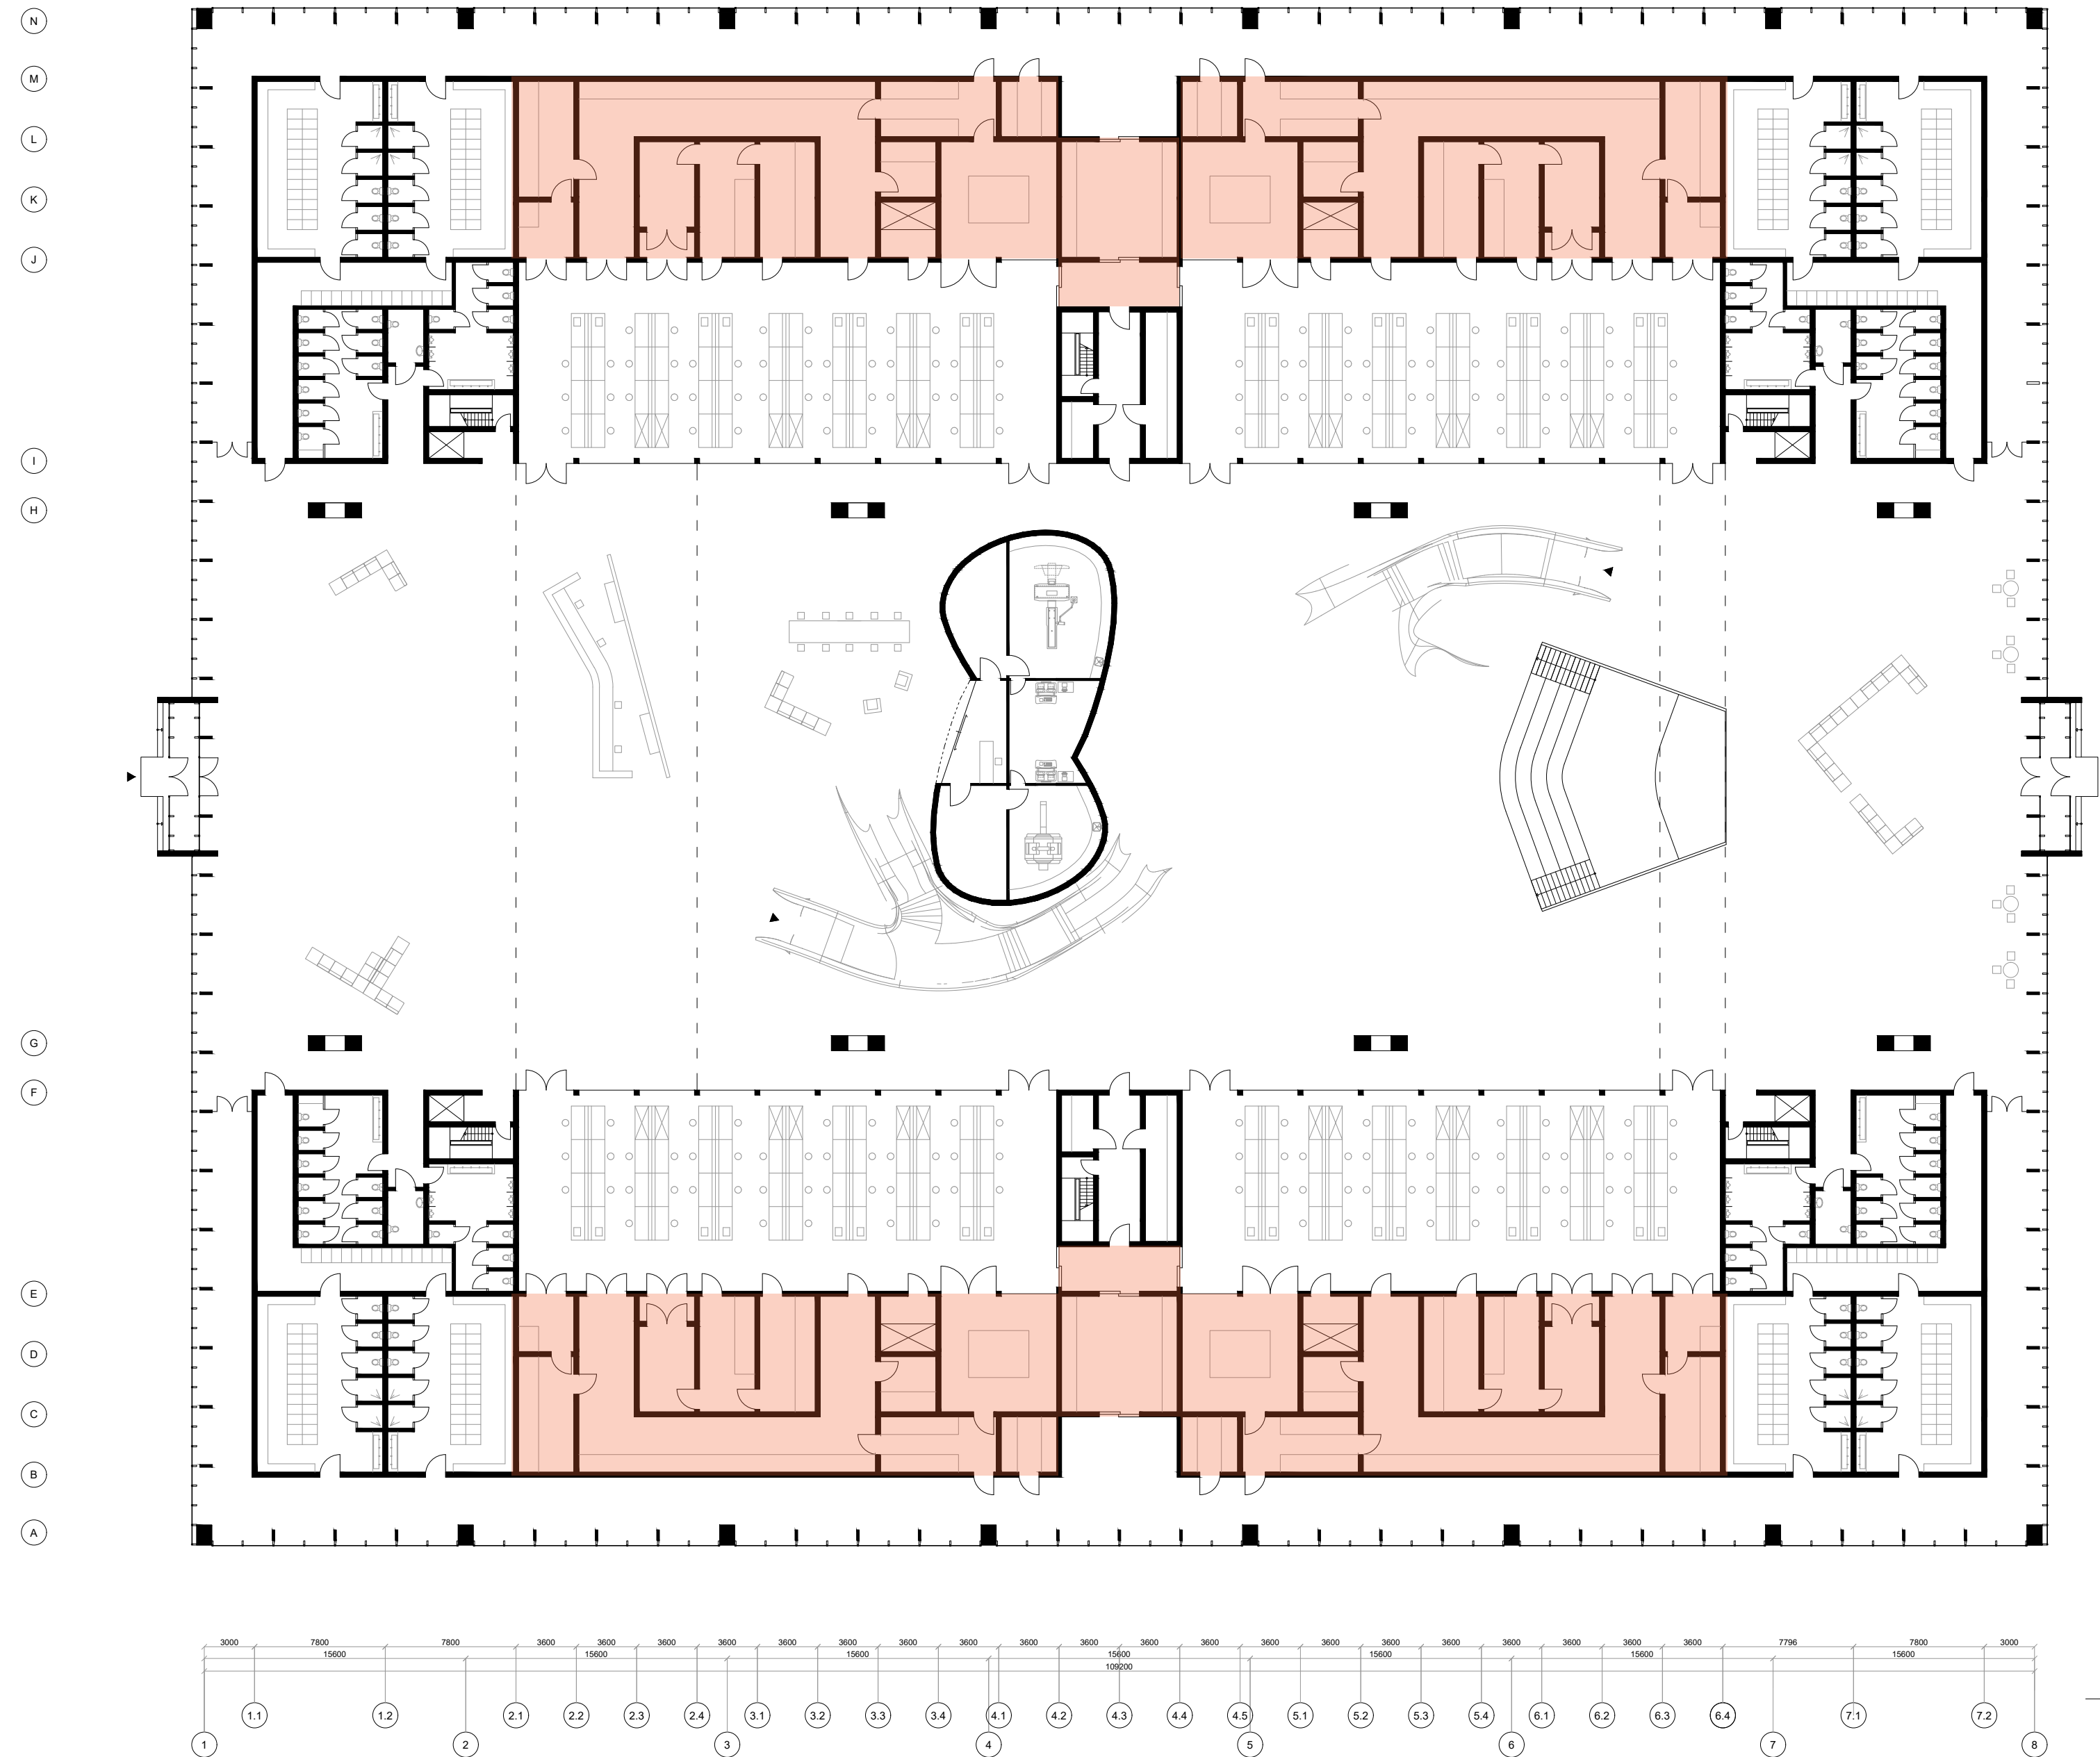 N
M
L
K
J
I
H
G
F
E
D
C
B
A
3000 7800 7800 3600 3600 3600 3600 3600 3600 3600 3600 3600 3600 3600 3600 3600 3600 3600 3600 3600 3600 3600 3600 7796 7800 3000
15600 15600 15600 15600 15600 15600 15600
109200
1.1 1.2 2.1 2.2 2.3 2.4 3.1 3.2 3.3 3.4 4.1 4.2 4.3 4.4 4.5 5.1 5.2 5.3 5.4 6.1 6.2 6.3 6.4 7.1 7.2
1 2 3 4 5 6 7 8